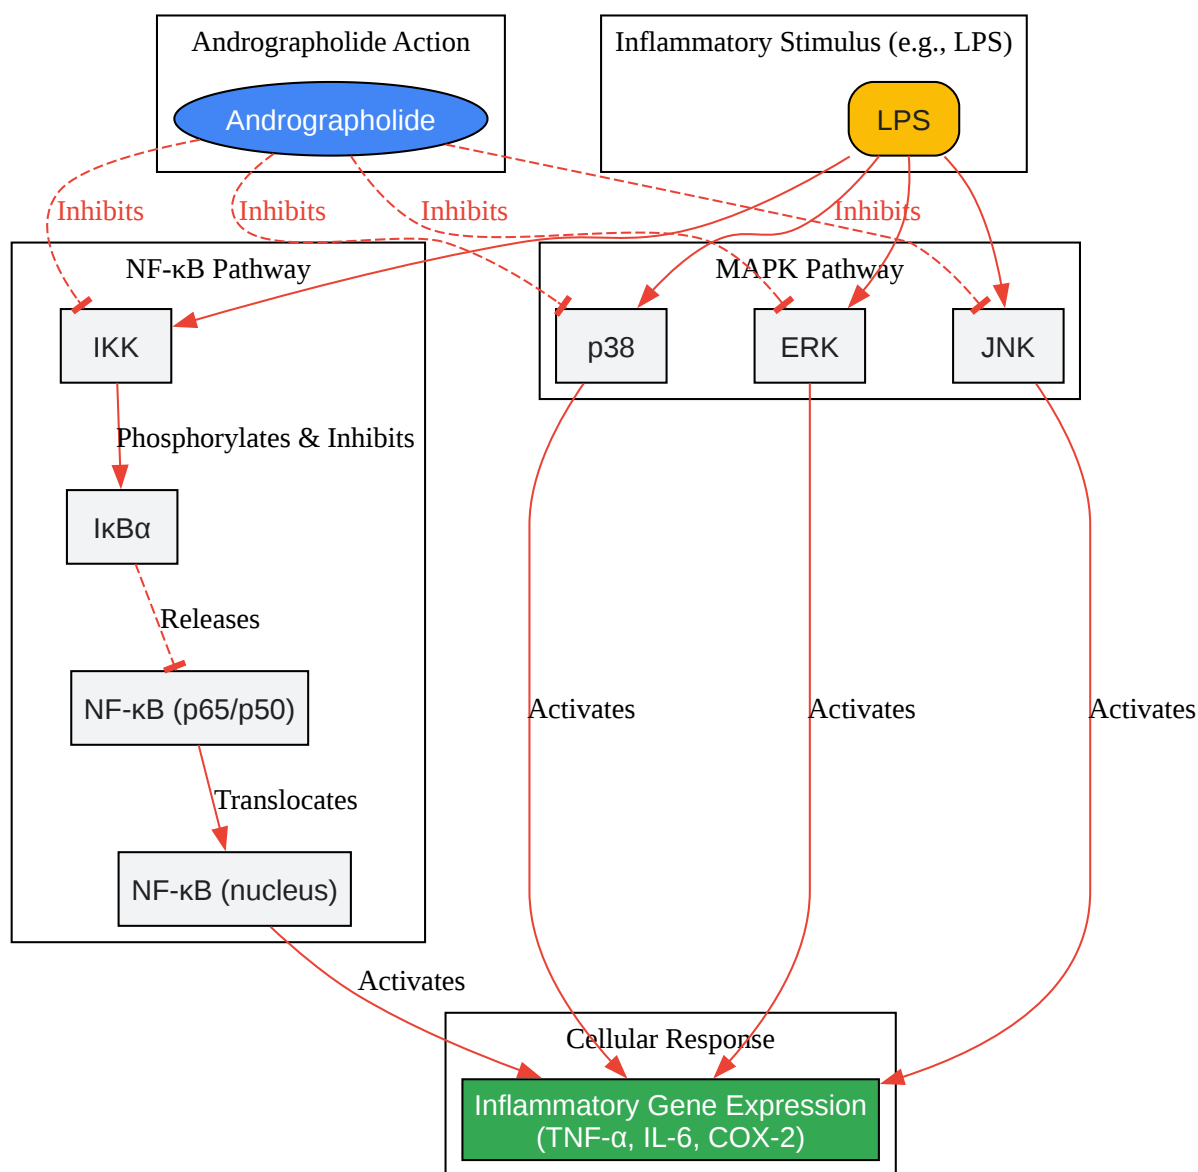 Andrographolide Action
Inflammatory Stimulus (e.g., LPS)
Andrographolide
LPS
Inhibits
Inhibits
Inhibits
Inhibits
NF-κB Pathway
MAPK Pathway
IKK
p38
ERK
JNK
Phosphorylates & Inhibits
IκBα
Releases
NF-κB (p65/p50)
Activates
Activates
Activates
Translocates
NF-κB (nucleus)
Activates
Cellular Response
Inflammatory Gene Expression
(TNF-α, IL-6, COX-2)